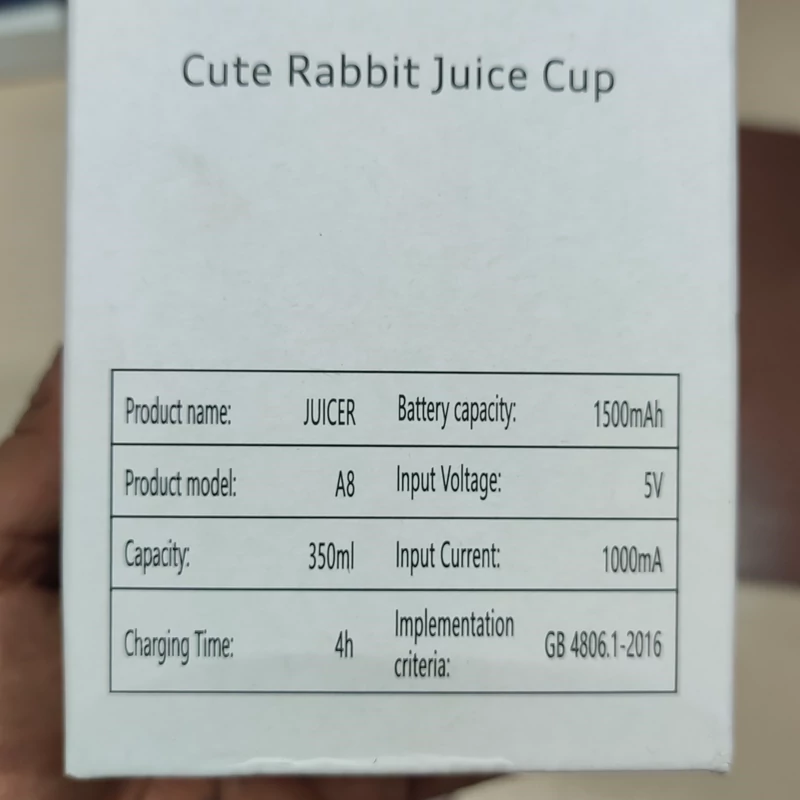 Cute Rabbit Juice Cup
Product name: JUICER Battery capacity: 1500mAh
Product model: A8 Input Voltage: 5V
Capacity: 350ml Input Current: 1000mA
Charging Time: 4h Implementation criteria: GB 4806.1-2016